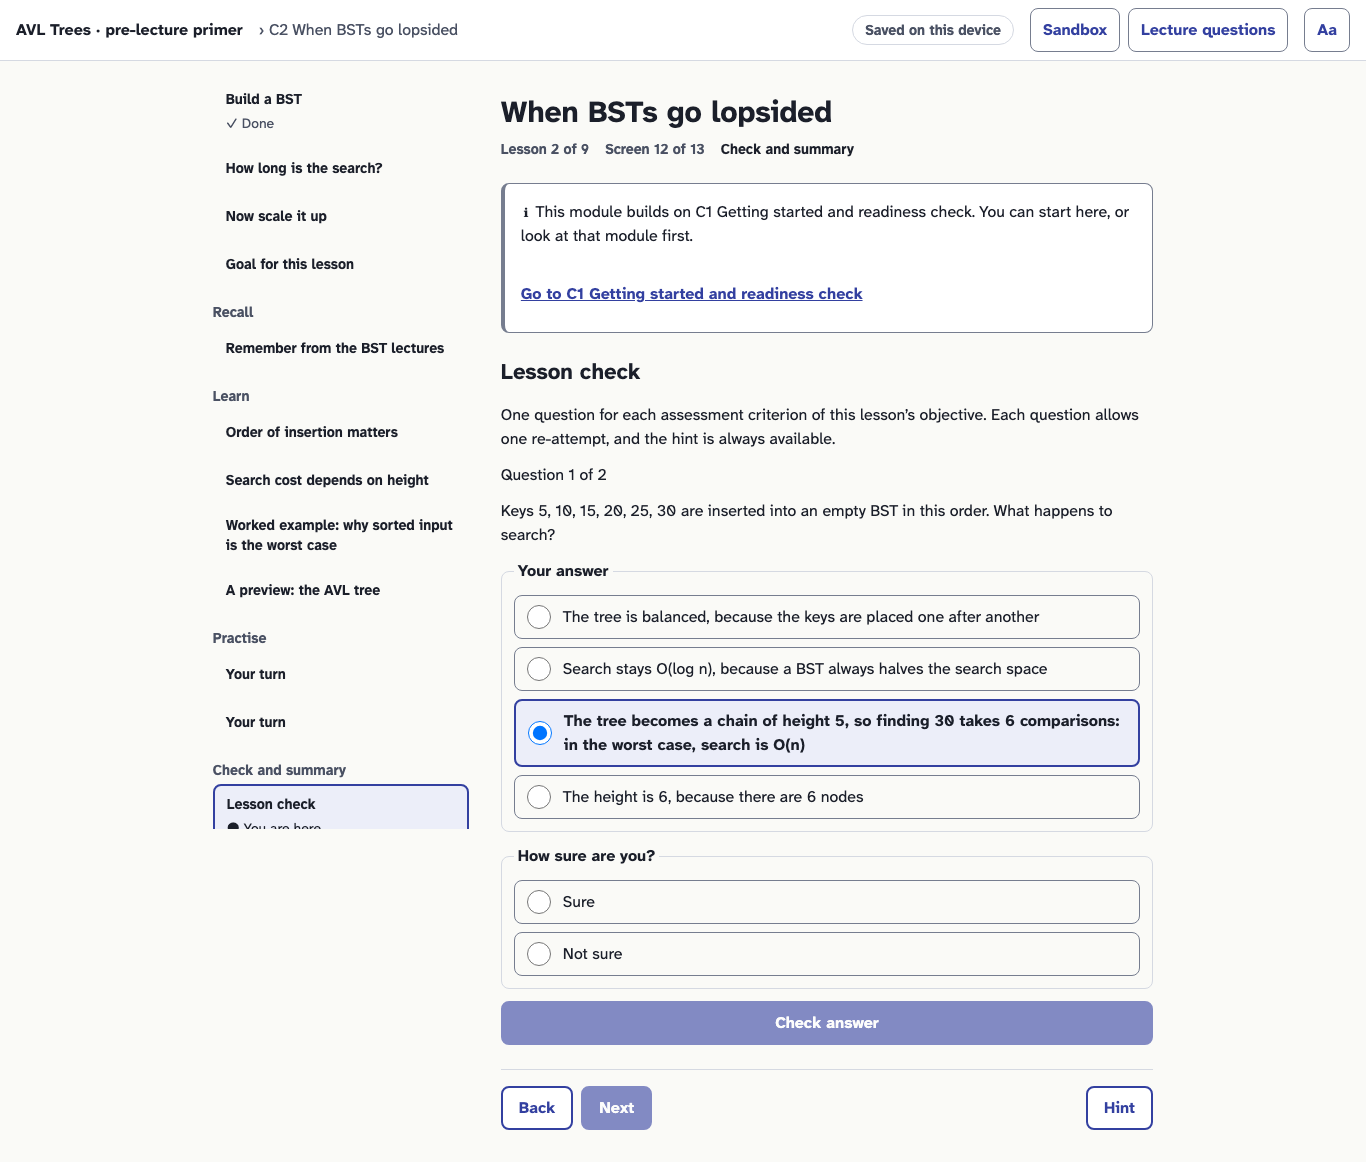 AVL Trees · pre-lecture primer › C2 When BSTs go lopsided
Saved on this device
Sandbox
Lecture questions
Aa
Build a BST
✓ Done
How long is the search?
Now scale it up
Goal for this lesson
Recall
Remember from the BST lectures
Learn
Order of insertion matters
Search cost depends on height
Worked example: why sorted input
is the worst case
A preview: the AVL tree
Practise
Your turn
Your turn
Check and summary
Lesson check
You are here
When BSTs go lopsided
Lesson 2 of 9 Screen 12 of 13 Check and summary
ℹ This module builds on C1 Getting started and readiness check. You can start here, or
look at that module first.
Go to C1 Getting started and readiness check
Lesson check
One question for each assessment criterion of this lesson’s objective. Each question allows
one re-attempt, and the hint is always available.
Question 1 of 2
Keys 5, 10, 15, 20, 25, 30 are inserted into an empty BST in this order. What happens to
search?
Your answer
The tree is balanced, because the keys are placed one after another
Search stays O(log n), because a BST always halves the search space
The tree becomes a chain of height 5, so finding 30 takes 6 comparisons:
in the worst case, search is O(n)
The height is 6, because there are 6 nodes
How sure are you?
Sure
Not sure
Check answer
Back
Next
Hint